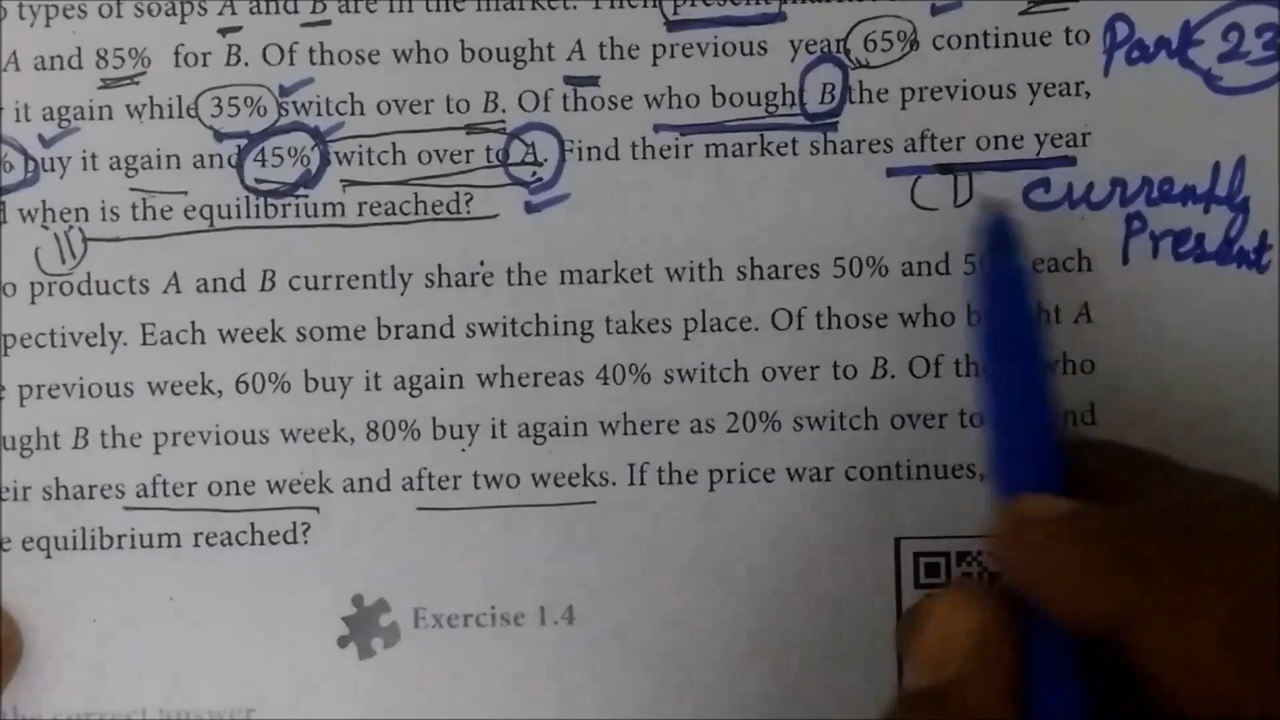 types of soaps A and B are in the market. Then present
A and 85% for B. Of those who bought A the previous year, 65% continue to
it again while 35% switch over to B. Of those who bought B the previous year,
% buy it again and 45% switch over to A. Find their market shares after one year
when is the equilibrium reached?
(I)
(II)
Part 23
Currently
Present
products A and B currently share the market with shares 50% and each
pectively. Each week some brand switching takes place. Of those who A
previous week, 60% buy it again whereas 40% switch over to B. Of who
ught B the previous week, 80% buy it again where as 20% switch over to
eir shares after one week and after two weeks. If the price war continues,
e equilibrium reached?
Exercise 1.4